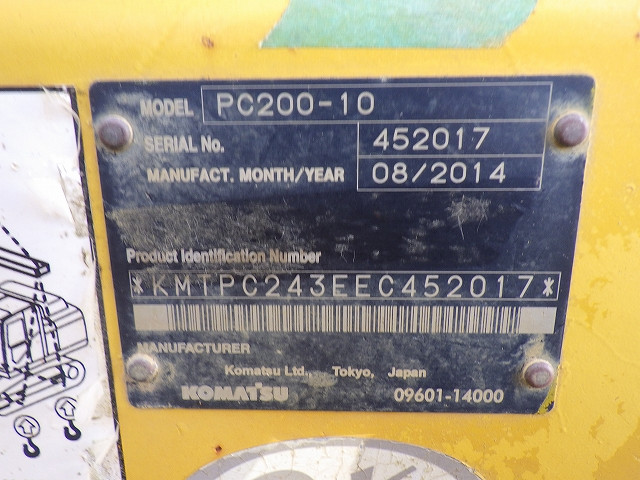 MODEL PC200-10
SERIAL No. 452017
MANUFACT. MONTH/YEAR 08/2014
Product Identification Number
*KMTPC243EEC452017*
MANUFACTURER
Komatsu Ltd., Tokyo, Japan
KOMATSU 09601-14000